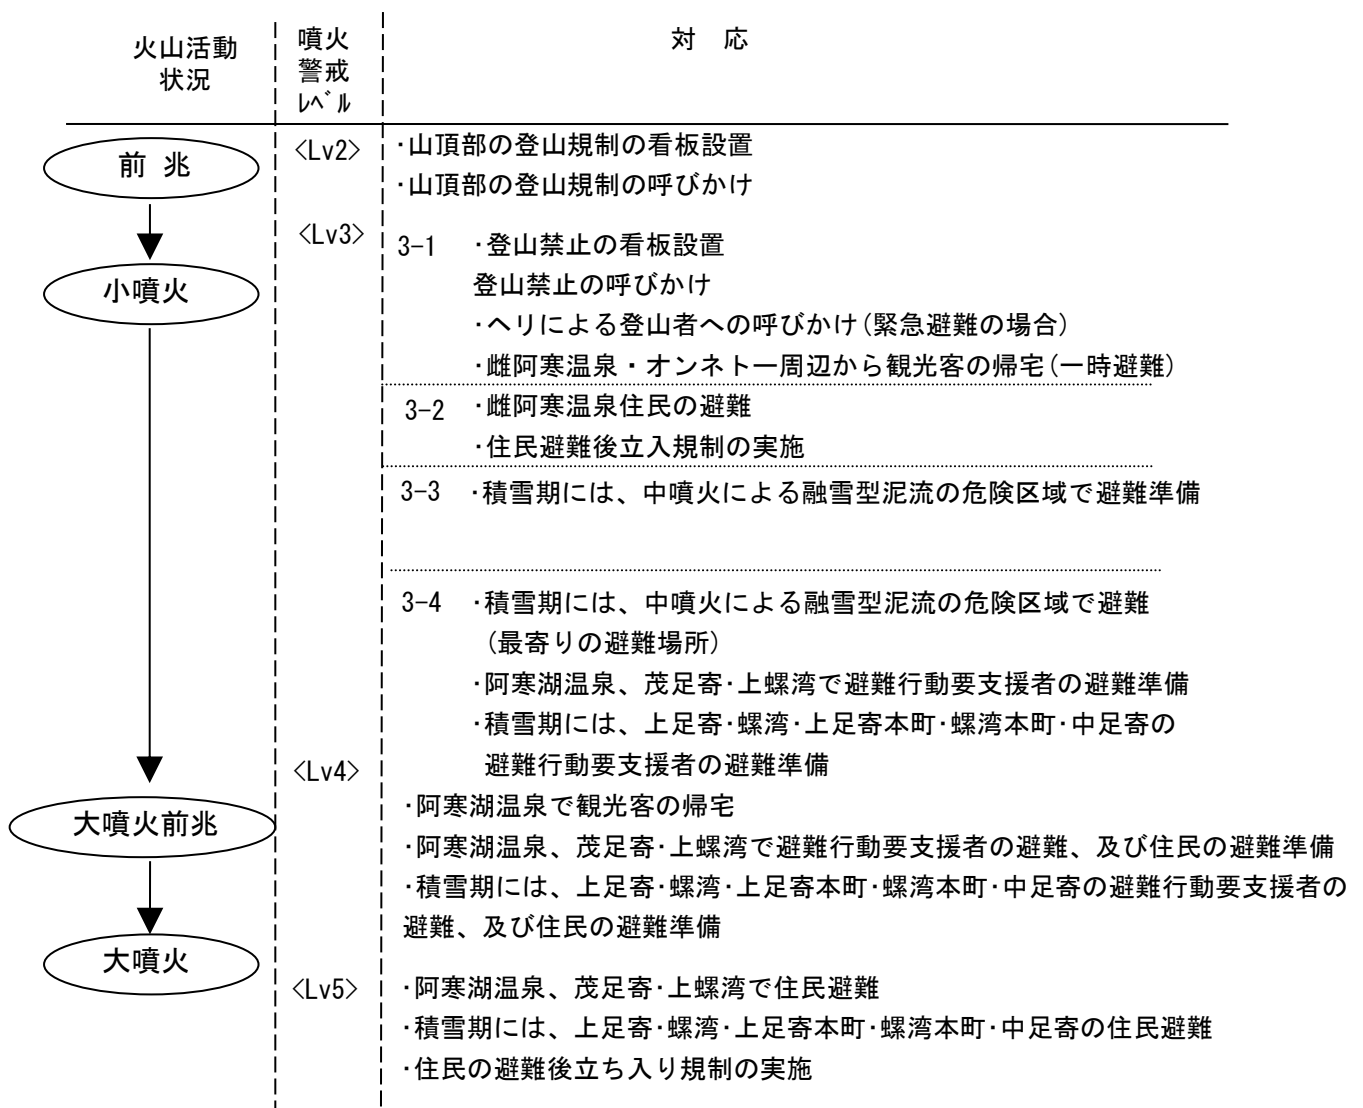 火山活動
状況
噴火
警戒
ﾚﾍﾞﾙ
対　応
前 兆
<Lv2>
･山頂部の登山規制の看板設置
･山頂部の登山規制の呼びかけ
<Lv3>
小噴火
3-1 ･登山禁止の看板設置
登山禁止の呼びかけ
･ヘリによる登山者への呼びかけ(緊急避難の場合)
･雌阿寒温泉・オンネトー周辺から観光客の帰宅(一時避難)
3-2 ･雌阿寒温泉住民の避難
･住民避難後立入規制の実施
3-3 ･積雪期には、中噴火による融雪型泥流の危険区域で避難準備
3-4 ･積雪期には、中噴火による融雪型泥流の危険区域で避難
(最寄りの避難場所)
･阿寒湖温泉、茂足寄･上螺湾で避難行動要支援者の避難準備
･積雪期には、上足寄･螺湾･上足寄本町･螺湾本町･中足寄の
避難行動要支援者の避難準備
<Lv4>
大噴火前兆
･阿寒湖温泉で観光客の帰宅
･阿寒湖温泉、茂足寄･上螺湾で避難行動要支援者の避難、及び住民の避難準備
･積雪期には、上足寄･螺湾･上足寄本町･螺湾本町･中足寄の避難行動要支援者の
避難、及び住民の避難準備
大噴火
<Lv5>
･阿寒湖温泉、茂足寄･上螺湾で住民避難
･積雪期には、上足寄･螺湾･上足寄本町･螺湾本町･中足寄の住民避難
･住民の避難後立ち入り規制の実施